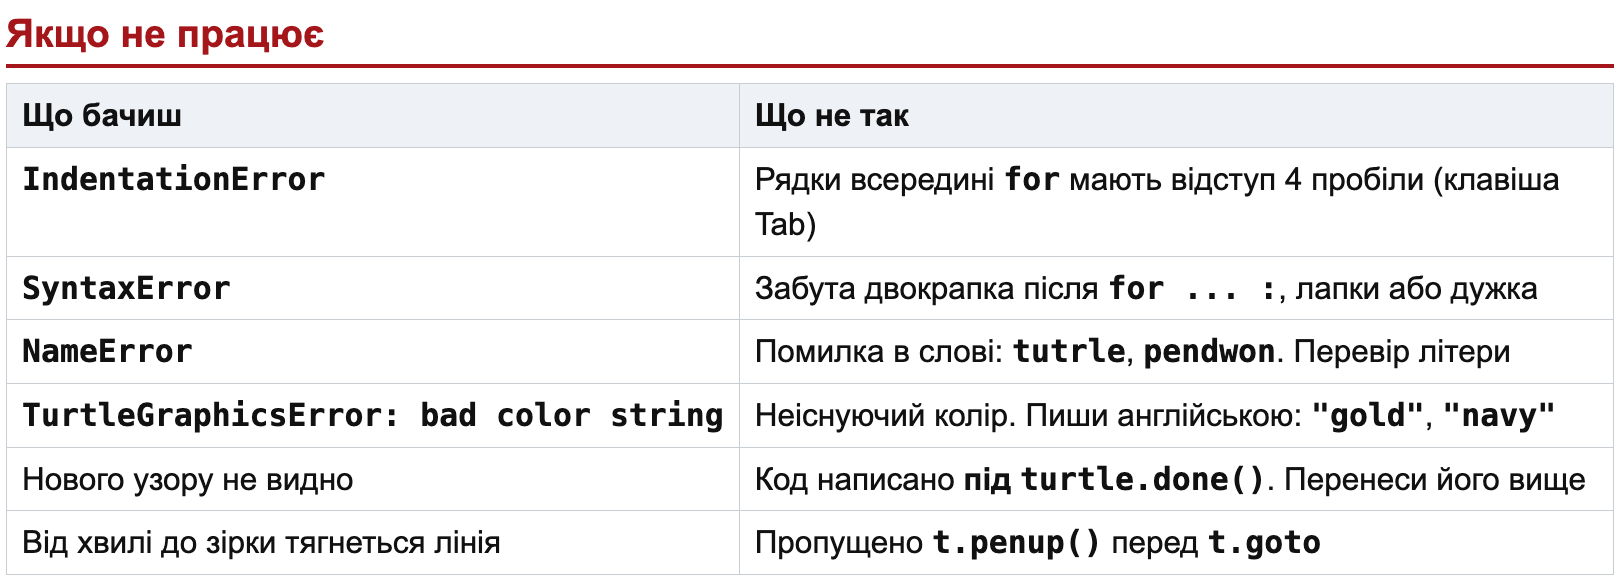 Якщо не працює
Що бачиш
Що не так
IndentationError
Рядки всередині for мають відступ 4 пробіли (клавіша
Tab)
SyntaxError
Забута двокрапка після for ... :, лапки або дужка
NameError
Помилка в слові: tutrle, pendwon. Перевір літери
TurtleGraphicsError: bad color string
Неіснуючий колір. Пиши англійською: "gold", "navy"
Нового узору не видно
Код написано під turtle.done(). Перенеси його вище
Від хвилі до зірки тягнеться лінія
Пропущено t.penup() перед t.goto